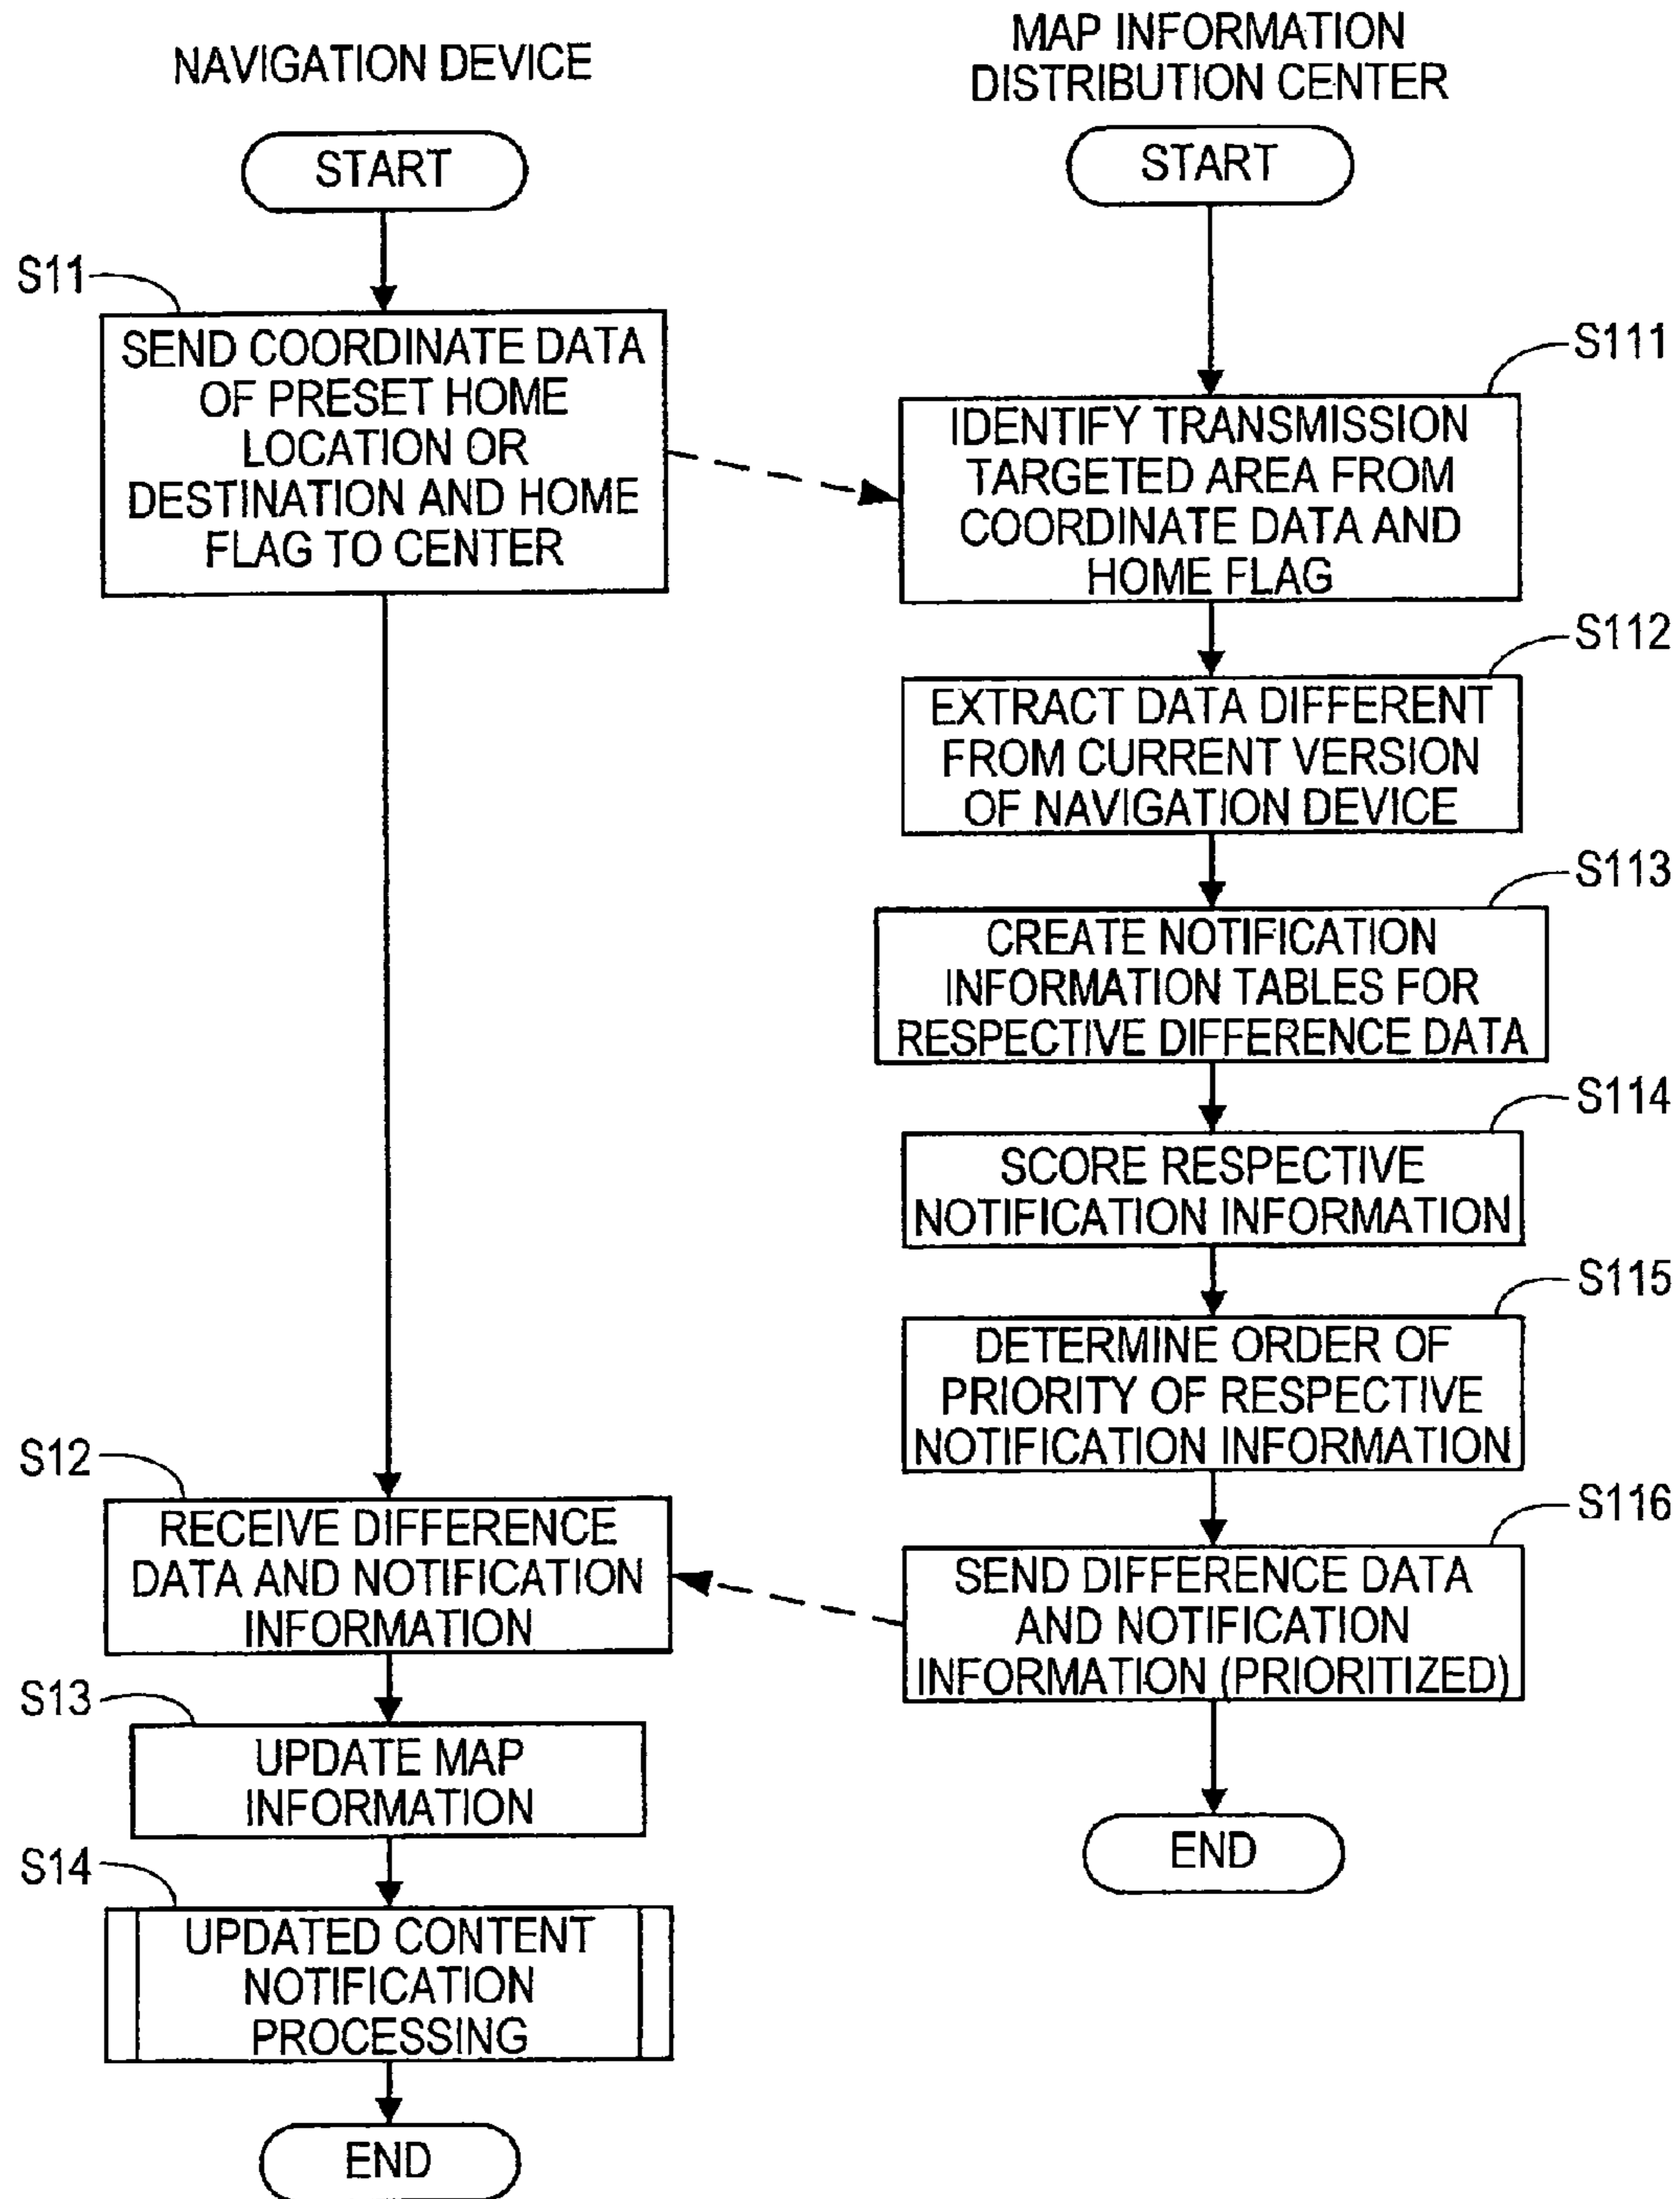 NAVIGATION DEVICE
START
S11
SEND COORDINATE DATA
OF PRESET HOME
LOCATION OR
DESTINATION AND HOME
FLAG TO CENTER
S12
RECEIVE DIFFERENCE
DATA AND NOTIFICATION
INFORMATION
S13
UPDATE MAP
INFORMATION
S14
UPDATED CONTENT
NOTIFICATION
PROCESSING
END
MAP INFORMATION
DISTRIBUTION CENTER
START
S111
IDENTIFY TRANSMISSION
TARGETED AREA FROM
COORDINATE DATA AND
HOME FLAG
S112
EXTRACT DATA DIFFERENT
FROM CURRENT VERSION
OF NAVIGATION DEVICE
S113
CREATE NOTIFICATION
INFORMATION TABLES FOR
RESPECTIVE DIFFERENCE DATA
S114
SCORE RESPECTIVE
NOTIFICATION INFORMATION
S115
DETERMINE ORDER OF
PRIORITY OF RESPECTIVE
NOTIFICATION INFORMATION
S116
SEND DIFFERENCE DATA
AND NOTIFICATION
INFORMATION (PRIORITIZED)
END